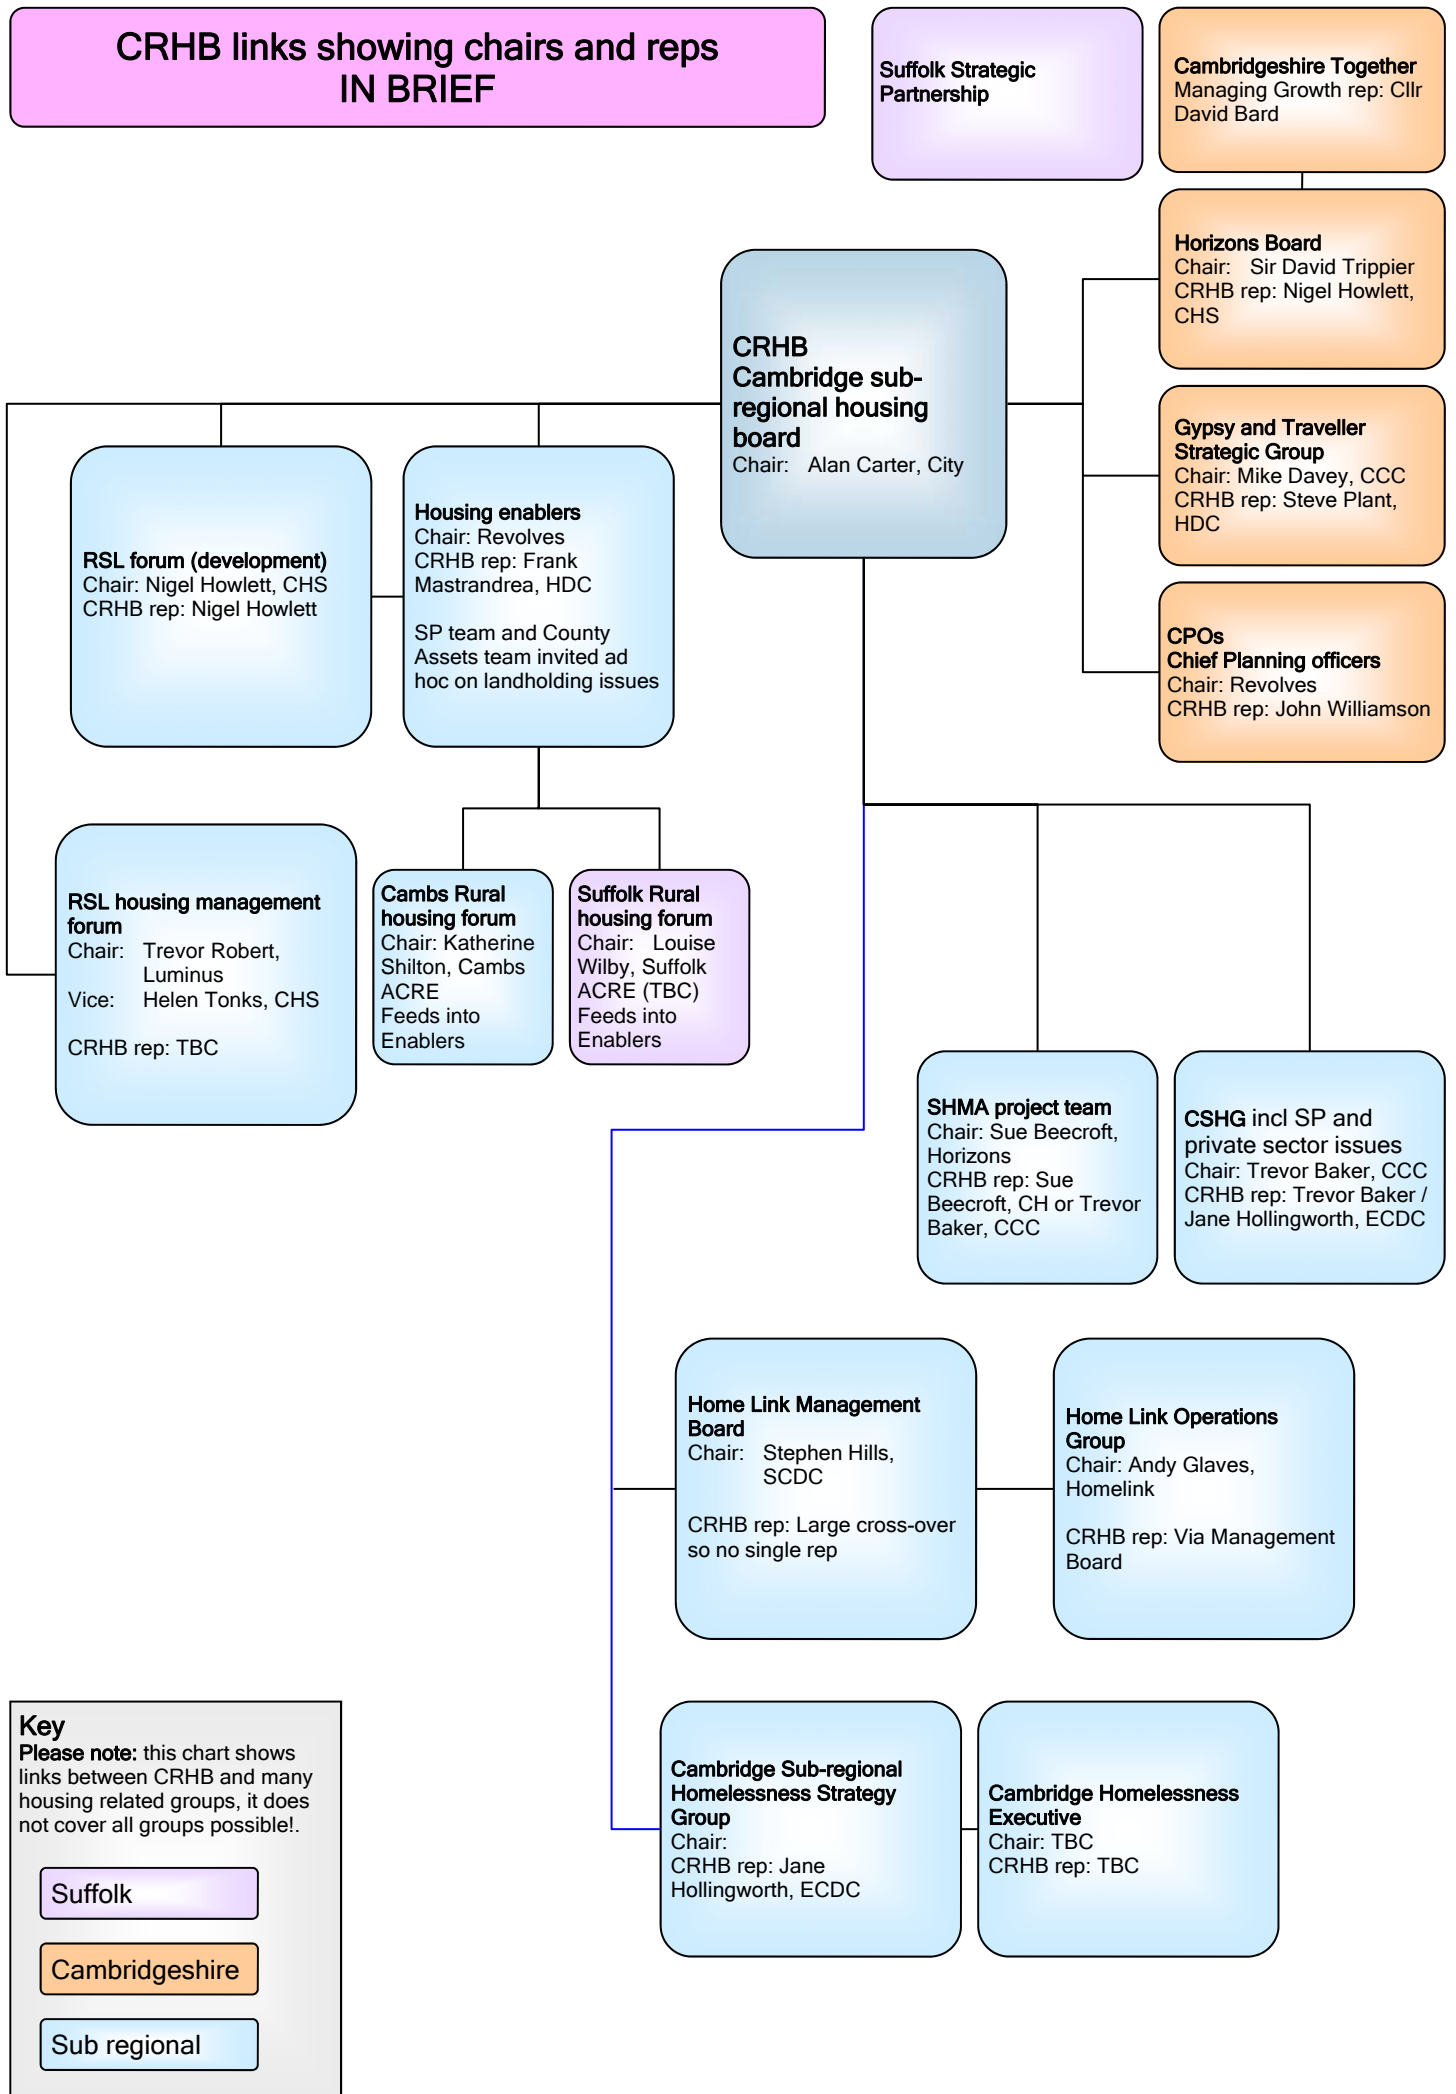 CRHB links showing chairs and reps
IN BRIEF
Suffolk Strategic
Partnership
Cambridgeshire Together
Managing Growth rep: Cllr
David Bard
Horizons Board
Chair: Sir David Trippier
CRHB rep: Nigel Howlett,
CHS
CRHB
Cambridge sub-
regional housing
board
Chair: Alan Carter, City
Gypsy and Traveller
Strategic Group
Chair: Mike Davey, CCC
CRHB rep: Steve Plant,
HDC
RSL forum (development)
Chair: Nigel Howlett, CHS
CRHB rep: Nigel Howlett
Housing enablers
Chair: Revolves
CRHB rep: Frank
Mastrandrea, HDC
SP team and County
Assets team invited ad
hoc on landholding issues
CPOs
Chief Planning officers
Chair: Revolves
CRHB rep: John Williamson
RSL housing management
forum
Chair: Trevor Robert,
Luminus
Vice: Helen Tonks, CHS
CRHB rep: TBC
Cambs Rural
housing forum
Chair: Katherine
Shilton, Cambs
ACRE
Feeds into
Enablers
Suffolk Rural
housing forum
Chair: Louise
Wilby, Suffolk
ACRE (TBC)
Feeds into
Enablers
SHMA project team
Chair: Sue Beecroft,
Horizons
CRHB rep: Sue
Beecroft, CH or Trevor
Baker, CCC
CSHG incl SP and
private sector issues
Chair: Trevor Baker, CCC
CRHB rep: Trevor Baker /
Jane Hollingworth, ECDC
Home Link Management
Board
Chair: Stephen Hills,
SCDC
CRHB rep: Large cross-over
so no single rep
Home Link Operations
Group
Chair: Andy Glaves,
Homelink
CRHB rep: Via Management
Board
Cambridge Sub-regional
Homelessness Strategy
Group
Chair:
CRHB rep: Jane
Hollingworth, ECDC
Cambridge Homelessness
Executive
Chair: TBC
CRHB rep: TBC
Key
Please note: this chart shows
links between CRHB and many
housing related groups, it does
not cover all groups possible!.
Suffolk
Cambridgeshire
Sub regional